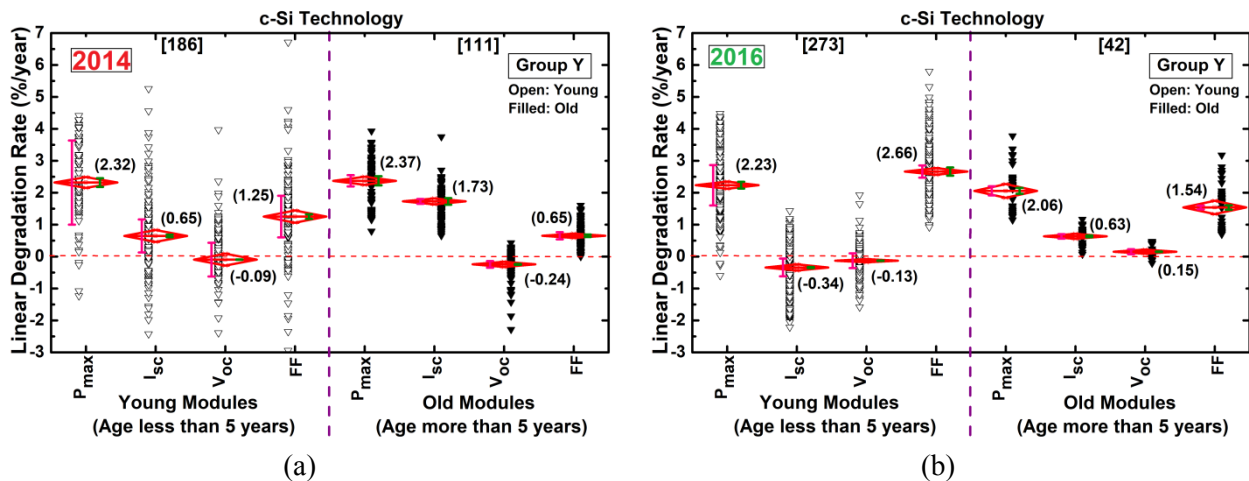 c-Si Technology
[186]
[111]
2014
Group Y
Open: Young
Filled: Old
Linear Degradation Rate (%/year)
7
6
5
4
3
2
1
0
-1
-2
-3
(2.32)
(0.65)
(-0.09)
(1.25)
(2.37)
(1.73)
(-0.24)
(0.65)
Pmax
Isc
Voc
FF
Pmax
Isc
Voc
FF
Young Modules
(Age less than 5 years)
Old Modules
(Age more than 5 years)
(a)
c-Si Technology
[273]
[42]
2016
Group Y
Open: Young
Filled: Old
Linear Degradation Rate (%/year)
7
6
5
4
3
2
1
0
-1
-2
-3
(2.23)
(-0.34)
(-0.13)
(2.66)
(2.06)
(0.63)
(0.15)
(1.54)
Pmax
Isc
Voc
FF
Pmax
Isc
Voc
FF
Young Modules
(Age less than 5 years)
Old Modules
(Age more than 5 years)
(b)